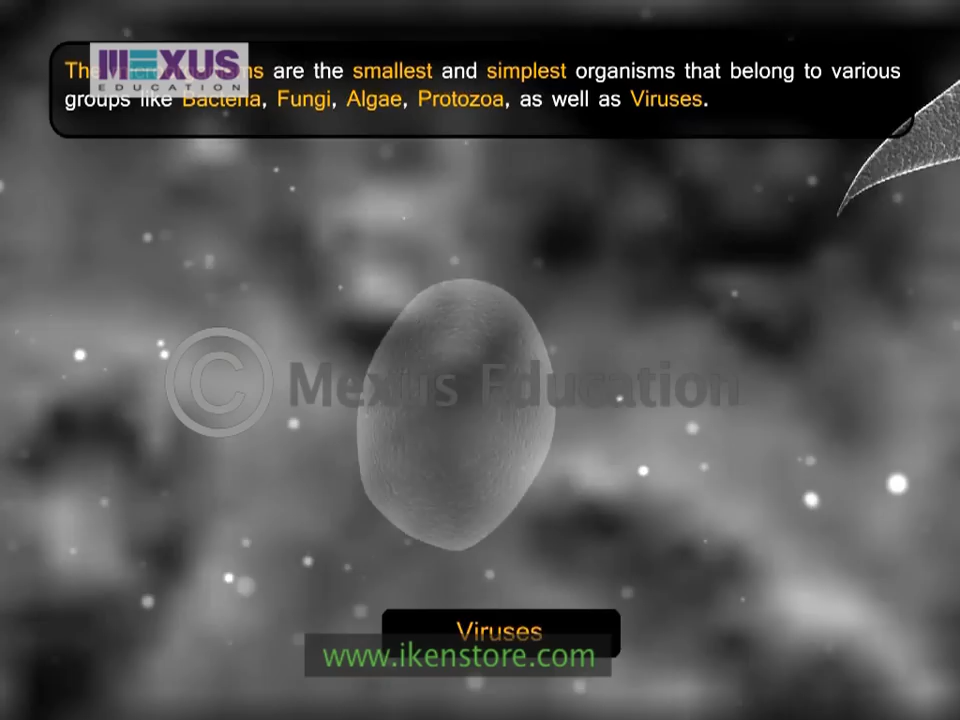 MEXUS
EDUCATION
The are the smallest and simplest organisms that belong to various
groups like Bacteria, Fungi, Algae, Protozoa, as well as Viruses.
© Mexus Education
Viruses
www.ikenstore.com